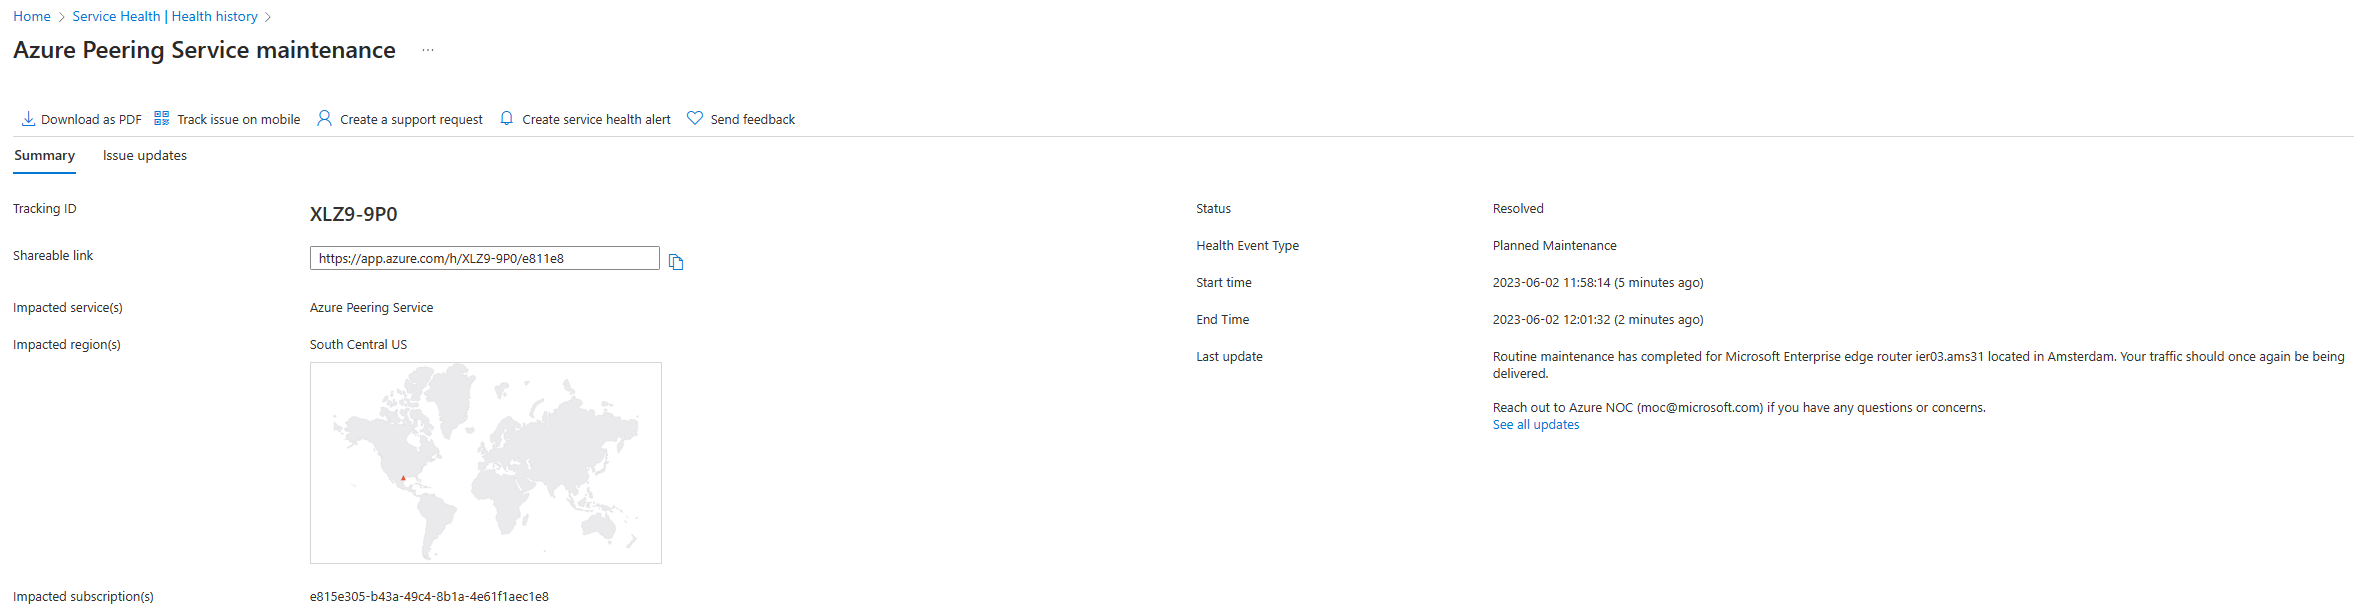 Home > Service Health | Health history >
Azure Peering Service maintenance ...
Download as PDF Track issue on mobile Create a support request Create service health alert Send feedback
Summary Issue updates
Tracking ID XLZ9-9P0
Shareable link https://app.azure.com/h/XLZ9-9P0/e811e8
Impacted service(s) Azure Peering Service
Impacted region(s) South Central US
Impacted subscription(s) e815e305-b43a-49c4-8b1a-4e61f1aec1e8
Status Resolved
Health Event Type Planned Maintenance
Start time 2023-06-02 11:58:14 (5 minutes ago)
End Time 2023-06-02 12:01:32 (2 minutes ago)
Last update Routine maintenance has completed for Microsoft Enterprise edge router ier03.ams31 located in Amsterdam. Your traffic should once again be being
delivered.
Reach out to Azure NOC (moc@microsoft.com) if you have any questions or concerns.
See all updates